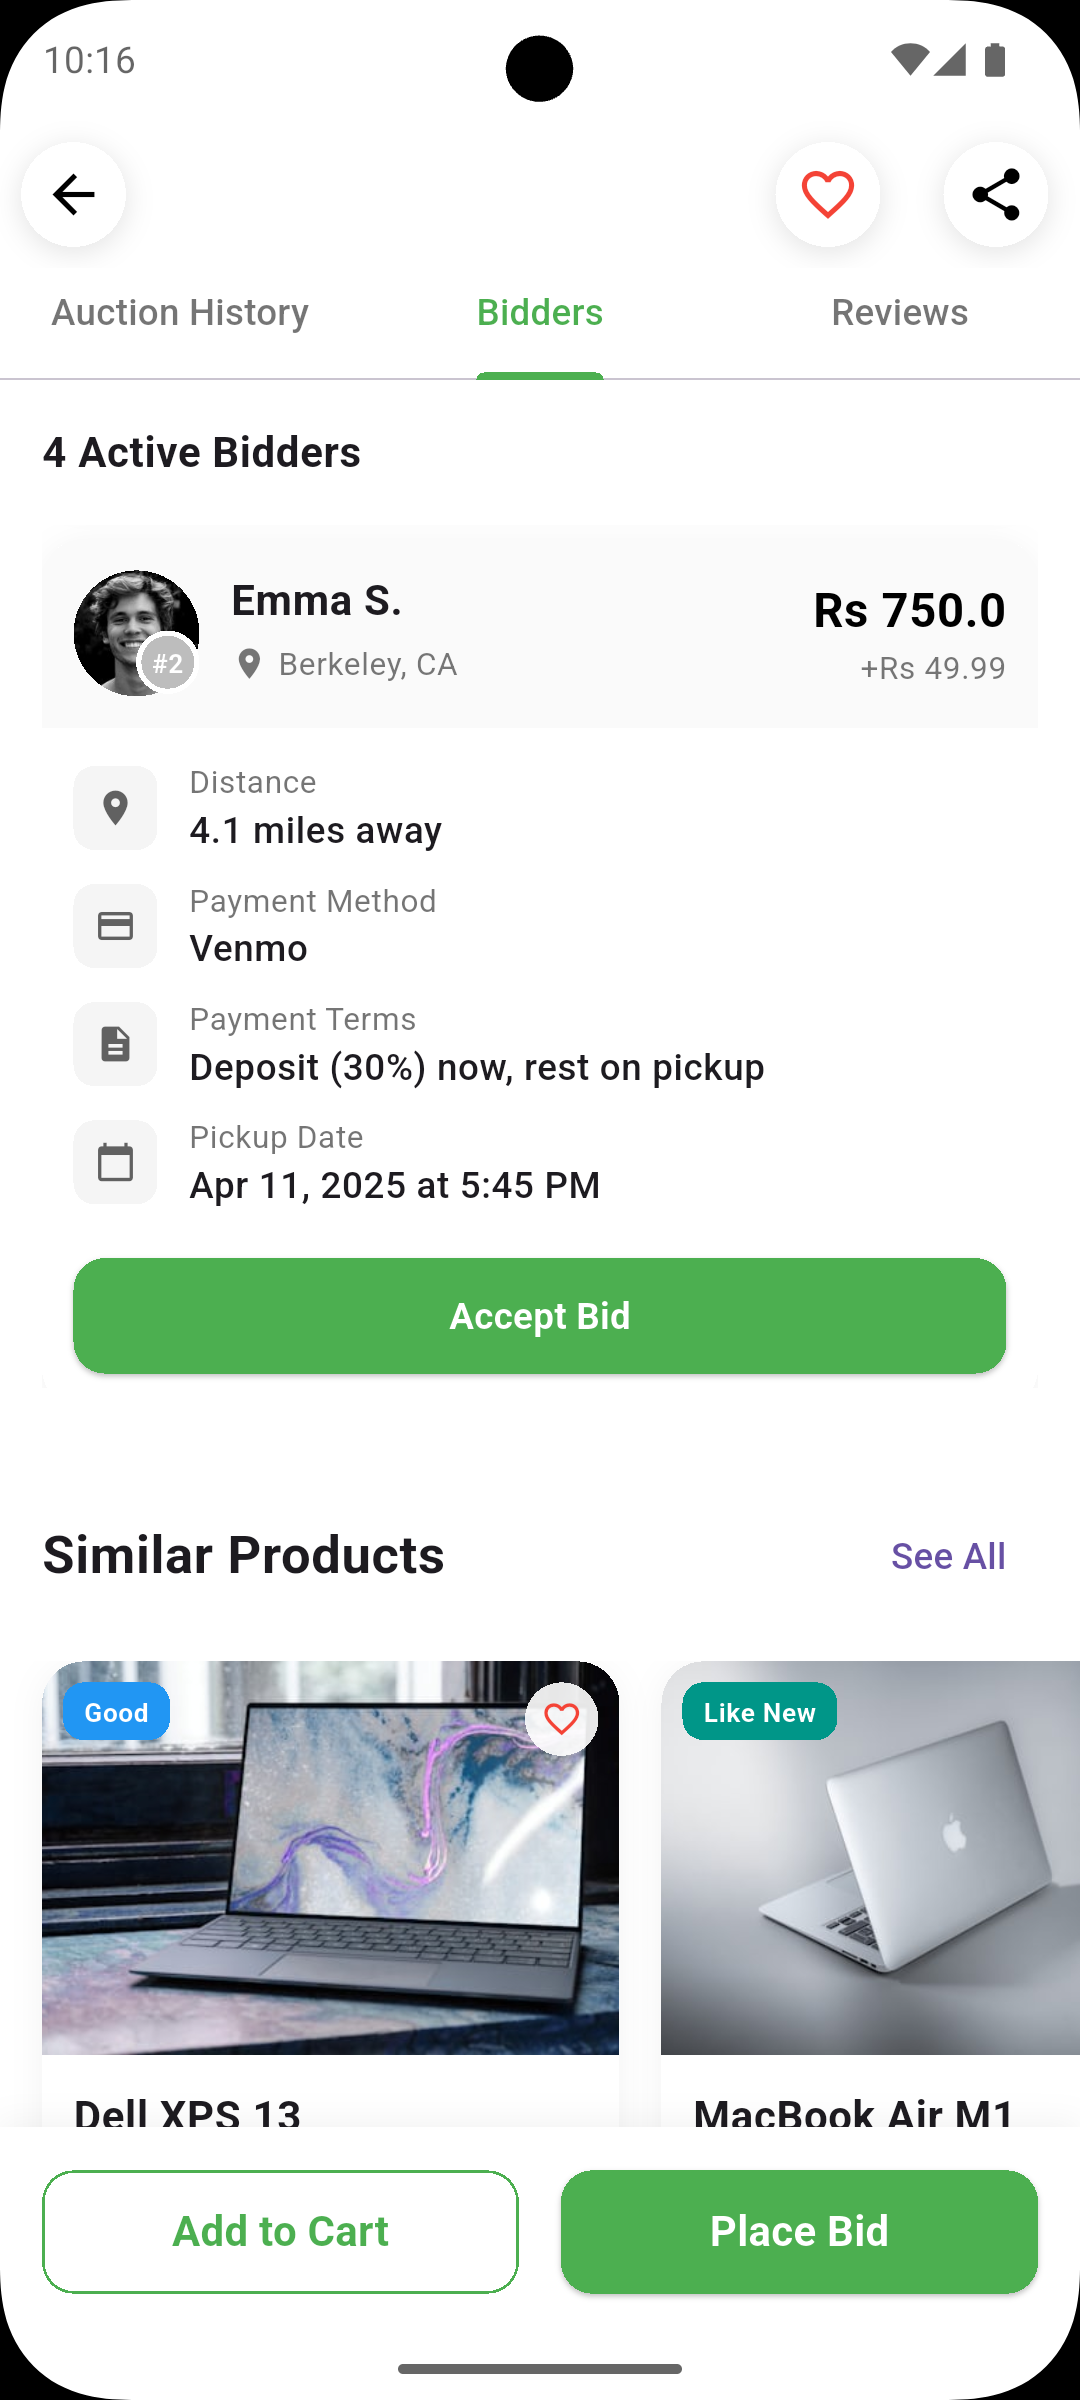 10:16
Auction History
Bidders
Reviews
4 Active Bidders
Emma S.
Rs 750.0
#2
Berkeley, CA
+Rs 49.99
Distance
4.1 miles away
Payment Method
Venmo
Payment Terms
Deposit (30%) now, rest on pickup
Pickup Date
Apr 11, 2025 at 5:45 PM
Accept Bid
Similar Products
See All
Good
Like New
Dell XPS 13
MacBook Air M1
Add to Cart
Place Bid